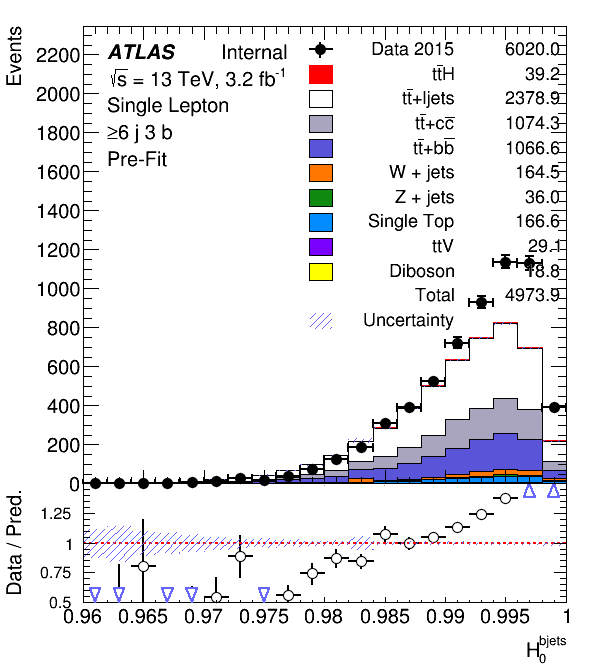 Events
2200
2000
1800
1600
1400
1200
1000
800
600
400
200
0
ATLAS Internal
√s = 13 TeV, 3.2 fb⁻¹
Single Lepton
≥6 j 3 b
Pre-Fit
Data 2015 6020.0
tt̄H 39.2
tt̄+ljets 2378.9
tt̄+cc̄ 1074.3
tt̄+bb̄ 1066.6
W + jets 164.5
Z + jets 36.0
Single Top 166.6
ttV 29.1
Diboson 18.8
Total 4973.9
Uncertainty
Data / Pred.
1.25
1
0.75
0.5
0.96 0.965 0.97 0.975 0.98 0.985 0.99 0.995 1
H₀ᵇʲᵉᵗˢ